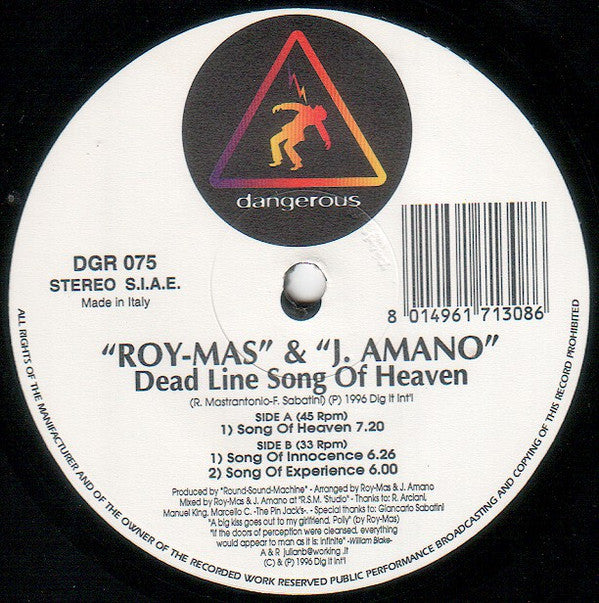 dangerous
DGR 075
STEREO S.I.A.E.
Made in Italy
8 014961 713086
"ROY-MAS" & "J. AMANO"
Dead Line Song Of Heaven
(R. Mastrantonio-F. Sabatini) (P) 1996 Dig It Int'l
SIDE A (45 Rpm)
1) Song Of Heaven 7.20
SIDE B (33 Rpm)
1) Song Of Innocence 6.26
2) Song Of Experience 6.00
Produced by "Round-Sound-Machine" - Arranged by Roy-Mas & J. Amano
Mixed by Roy-Mas & J. Amano at "R.S.M. Studio" - Thanks to: R. Arciani,
Manuel King, Marcello C. -The Pin Jack's-. - Special thanks to: Giancarlo Sabatini
"A big kiss goes out to my girlfriend, Polly" (by Roy-Mas)
"If the doors of perception were cleansed, everything
would appear to man as it is: Infinite" -William Blake-
A & R julianb@working.it
(C) & (P) 1996 Dig It Int'l
ALL RIGHTS OF THE MANIFACTURER AND OF THE OWNER OF THE RECORDED WORK RESERVED PUBLIC PERFORMANCE BROADCASTING AND COPYING OF THIS RECORD PROHIBITED